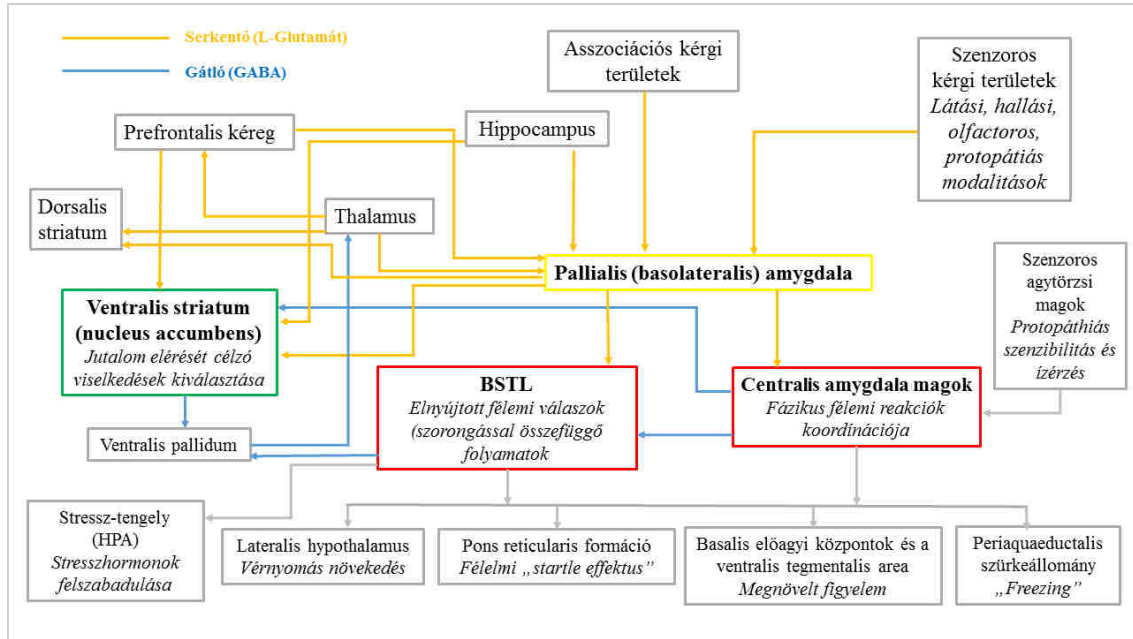 Serkentó (L-Glutamát)
Gátló (GABA)
Asszociációs kérgi
területek
Szenzoros
kérgi területek
Látási, hallási,
olfactoros,
protopátiás
modalitások
Prefrontalis kéreg
Hippocampus
Dorsalis
striatum
Thalamus
Pallialis (basolateralis) amygdala
Szenzoros
agytörzsi
magok
Protopáthiás
szenzibilitás és
ízérzés
Ventralis striatum
(nucleus accumbens)
Jutalom elérését célzó
viselkedések kiválasztása
BSTL
Elnyújtott félemi válaszok
(szorongással összefüggő
folyamatok
Centralis amygdala magok
Fázikus félemi reakciók
koordinációja
Ventralis pallidum
Stressz-tengely
(HPA)
Stresszhormonok
felszabadulása
Lateralis hypothalamus
Vérnyomás növekedés
Pons reticularis formáció
Félelmi „startle effektus”
Basalis előagyi központok és a
ventralis tegmentalis area
Megnövelt figyelem
Periaquaeductalis
szürkeállomány
„Freezing”